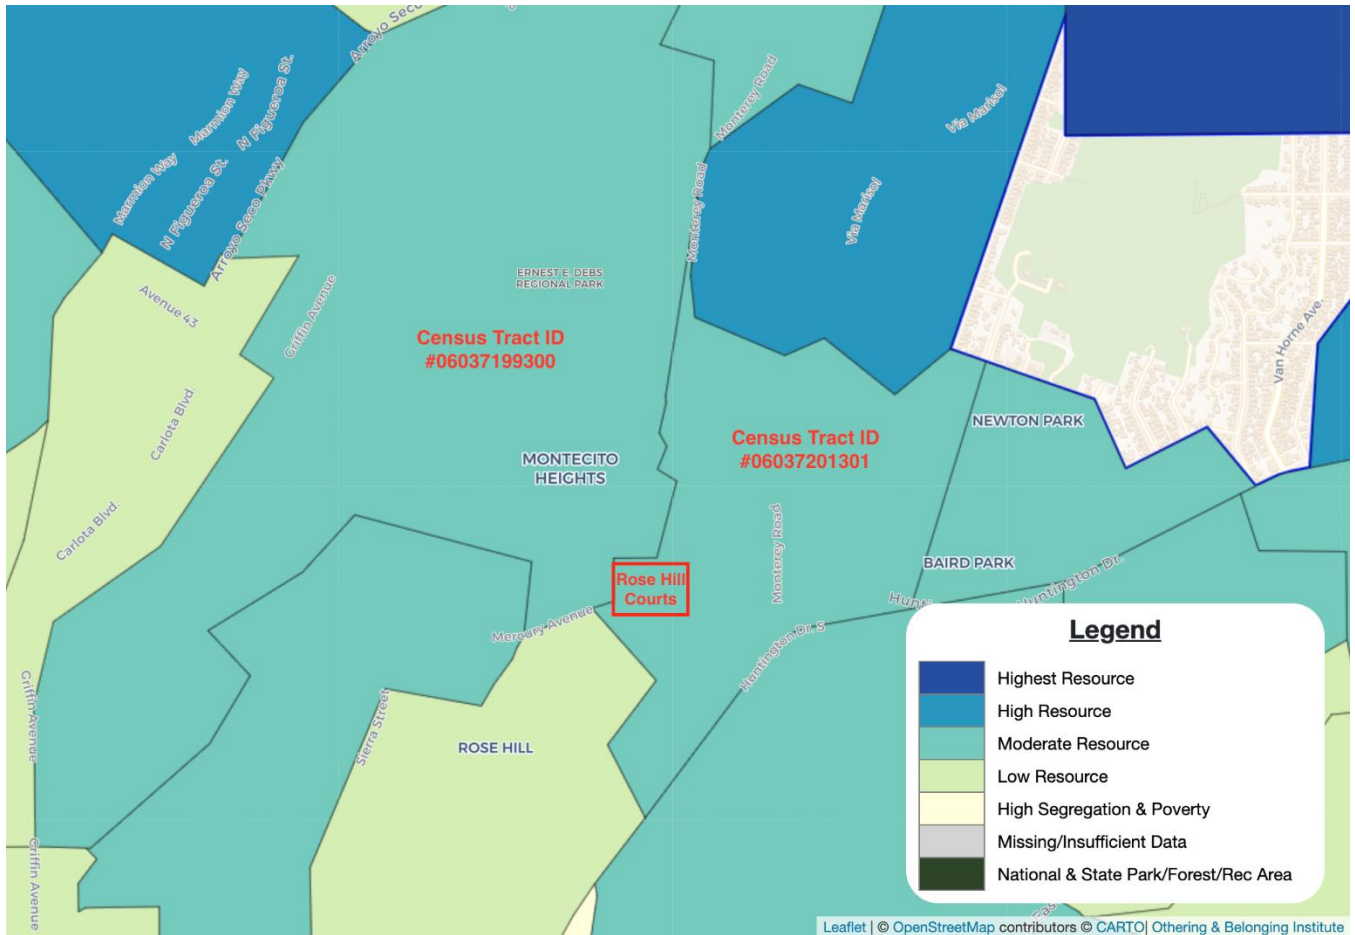 Arroyo Seco
Marmion Way
N Figueroa St.
Marmion Way
N Figueroa St.
Arroyo Seco Pkwy
Monterey Road
Via Marisol
Monterey Road
Via Marisol
Avenue 43
Griffin Avenue
ERNEST E. DEBS
REGIONAL PARK
Census Tract ID
#06037199300
Van Horne Ave.
Carlota Blvd.
Census Tract ID
#06037201301
NEWTON PARK
MONTECITO
HEIGHTS
Carlota Blvd
Monterey Road
BAIRD PARK
Rose Hill
Courts
Mercury Avenue
Huntington Dr.
Huntington Dr. S
Griffin Avenue
Sierra Street
ROSE HILL
Griffin Avenue
Legend
Highest Resource
High Resource
Moderate Resource
Low Resource
High Segregation & Poverty
Missing/Insufficient Data
National & State Park/Forest/Rec Area
Leaflet | © OpenStreetMap contributors © CARTO| Othering & Belonging Institute